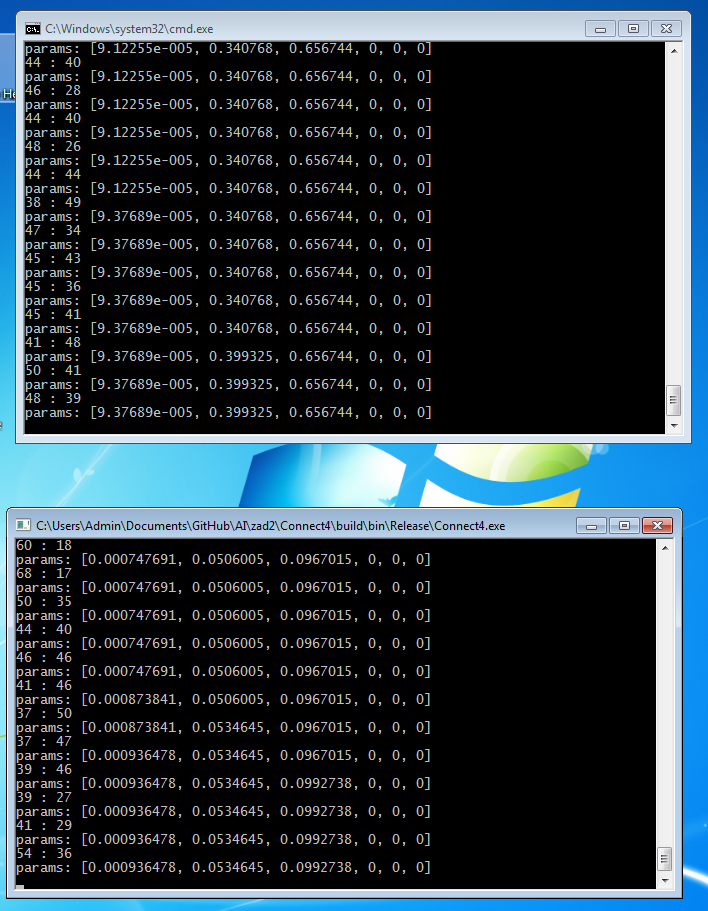 C:\Windows\system32\cmd.exe
params: [9.12255e-005, 0.340768, 0.656744, 0, 0, 0]
44 : 40
params: [9.12255e-005, 0.340768, 0.656744, 0, 0, 0]
46 : 28
params: [9.12255e-005, 0.340768, 0.656744, 0, 0, 0]
44 : 40
params: [9.12255e-005, 0.340768, 0.656744, 0, 0, 0]
48 : 26
params: [9.12255e-005, 0.340768, 0.656744, 0, 0, 0]
44 : 44
params: [9.12255e-005, 0.340768, 0.656744, 0, 0, 0]
38 : 49
params: [9.37689e-005, 0.340768, 0.656744, 0, 0, 0]
47 : 34
params: [9.37689e-005, 0.340768, 0.656744, 0, 0, 0]
45 : 43
params: [9.37689e-005, 0.340768, 0.656744, 0, 0, 0]
45 : 36
params: [9.37689e-005, 0.340768, 0.656744, 0, 0, 0]
45 : 41
params: [9.37689e-005, 0.340768, 0.656744, 0, 0, 0]
41 : 48
params: [9.37689e-005, 0.399325, 0.656744, 0, 0, 0]
50 : 41
params: [9.37689e-005, 0.399325, 0.656744, 0, 0, 0]
48 : 39
params: [9.37689e-005, 0.399325, 0.656744, 0, 0, 0]
He
C:\Users\Admin\Documents\GitHub\AI\zad2\Connect4\build\bin\Release\Connect4.exe
60 : 18
params: [0.000747691, 0.0506005, 0.0967015, 0, 0, 0]
68 : 17
params: [0.000747691, 0.0506005, 0.0967015, 0, 0, 0]
50 : 35
params: [0.000747691, 0.0506005, 0.0967015, 0, 0, 0]
44 : 40
params: [0.000747691, 0.0506005, 0.0967015, 0, 0, 0]
46 : 46
params: [0.000747691, 0.0506005, 0.0967015, 0, 0, 0]
41 : 46
params: [0.000873841, 0.0506005, 0.0967015, 0, 0, 0]
37 : 50
params: [0.000873841, 0.0534645, 0.0967015, 0, 0, 0]
37 : 47
params: [0.000936478, 0.0534645, 0.0967015, 0, 0, 0]
39 : 46
params: [0.000936478, 0.0534645, 0.0992738, 0, 0, 0]
39 : 27
params: [0.000936478, 0.0534645, 0.0992738, 0, 0, 0]
41 : 29
params: [0.000936478, 0.0534645, 0.0992738, 0, 0, 0]
54 : 36
params: [0.000936478, 0.0534645, 0.0992738, 0, 0, 0]